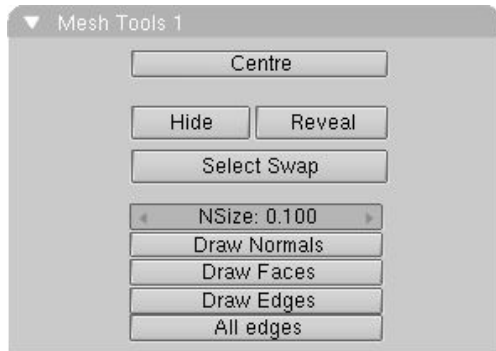 Mesh Tools 1
Centre
Hide Reveal
Select Swap
NSize: 0.100
Draw Normals
Draw Faces
Draw Edges
All edges